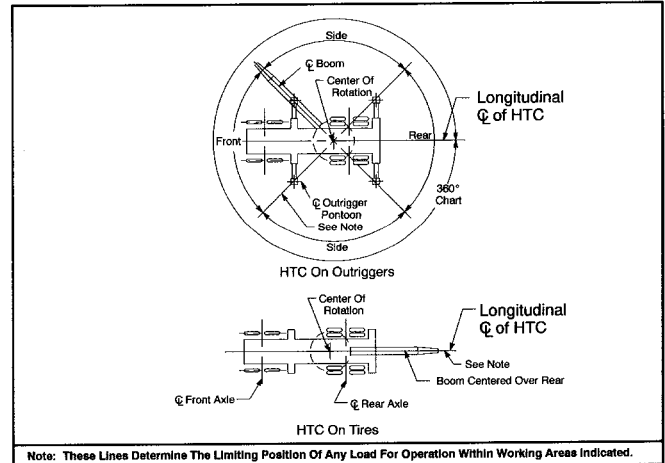 Side
See Note
℄ Boom
Center Of
Rotation
Longitudinal
℄ of HTC
Front
Rear
360°
Chart
℄ Outrigger
Pontoon
See Note
Side
HTC On Outriggers
Center Of
Rotation
Longitudinal
℄ of HTC
See Note
Boom Centered Over Rear
℄ Front Axle
℄ Rear Axle
HTC On Tires
Note: These Lines Determine The Limiting Position Of Any Load For Operation Within Working Areas Indicated.